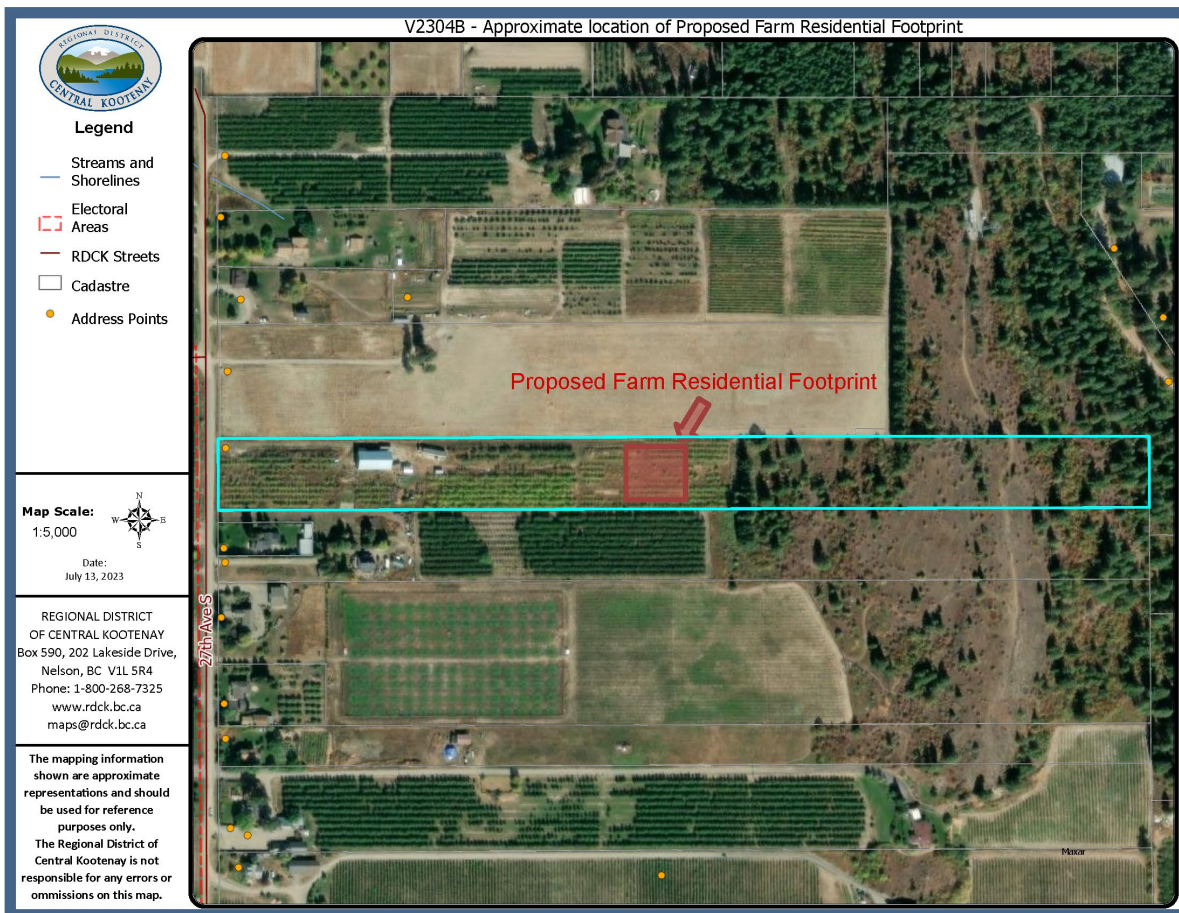 V2304B - Approximate location of Proposed Farm Residential Footprint
REGIONAL DISTRICT
CENTRAL KOOTENAY
Legend
Streams and
Shorelines
Electoral
Areas
RDCK Streets
Cadastre
Address Points
Map Scale:
1:5,000
N
W
E
S
Date:
July 13, 2023
REGIONAL DISTRICT
OF CENTRAL KOOTENAY
Box 590, 202 Lakeside Drive,
Nelson, BC V1L 5R4
Phone: 1-800-268-7325
www.rdck.bc.ca
maps@rdck.bc.ca
The mapping information
shown are approximate
representations and should
be used for reference
purposes only.
The Regional District of
Central Kootenay is not
responsible for any errors or
ommissions on this map.
Proposed Farm Residential Footprint
27th Ave S
Maxar